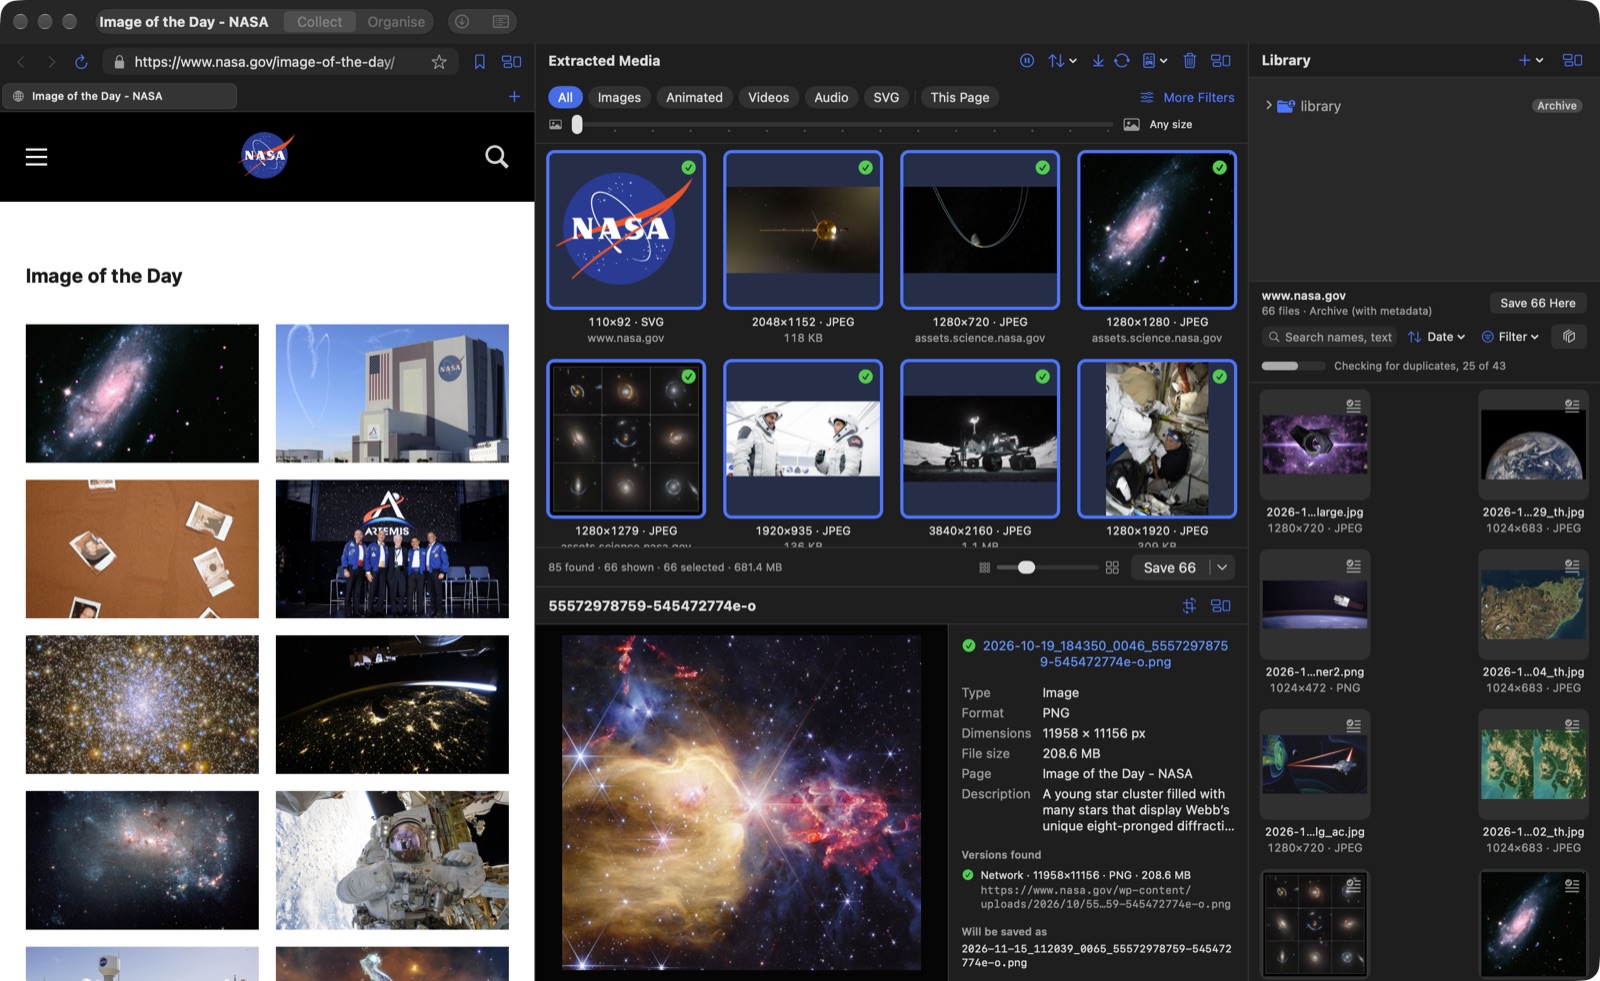 Image of the Day - NASA
Collect
Organise
https://www.nasa.gov/image-of-the-day/
Image of the Day - NASA
NASA
Image of the Day
NASA
ARTEMIS
Extracted Media
All
Images
Animated
Videos
Audio
SVG
This Page
More Filters
Any size
NASA
110×92 · SVG
www.nasa.gov
2048×1152 · JPEG
118 KB
1280×720 · JPEG
assets.science.nasa.gov
1280×1280 · JPEG
assets.science.nasa.gov
1280×1279 · JPEG
assets.science.nasa.gov
1920×935 · JPEG
136 KB
3840×2160 · JPEG
1.1 MB
1280×1920 · JPEG
309 KB
85 found · 66 shown · 66 selected · 681.4 MB
Save 66
55572978759-545472774e-o
2026-10-19_184350_0046_5557297875
9-545472774e-o.png
Type Image
Format PNG
Dimensions 11958 × 11156 px
File size 208.6 MB
Page Image of the Day - NASA
Description A young star cluster filled with
many stars that display Webb's
unique eight-pronged diffracti...
Versions found
Network · 11958×11156 · PNG · 208.6 MB
https://www.nasa.gov/wp-content/
uploads/2026/10/55…59-545472774e-o.png
Will be saved as
2026-11-15_112039_0065_55572978759-545472
774e-o.png
Library
library
Archive
www.nasa.gov
66 files · Archive (with metadata)
Save 66 Here
Search names, text
Date
Filter
Checking for duplicates, 25 of 43
2026-1...large.jpg
1280×720 · JPEG
2026-1...29_th.jpg
1024×683 · JPEG
2026-1...ner2.png
1024×472 · PNG
2026-1...04_th.jpg
1024×683 · JPEG
2026-1...lg_ac.jpg
1280×720 · JPEG
2026-1...02_th.jpg
1024×683 · JPEG